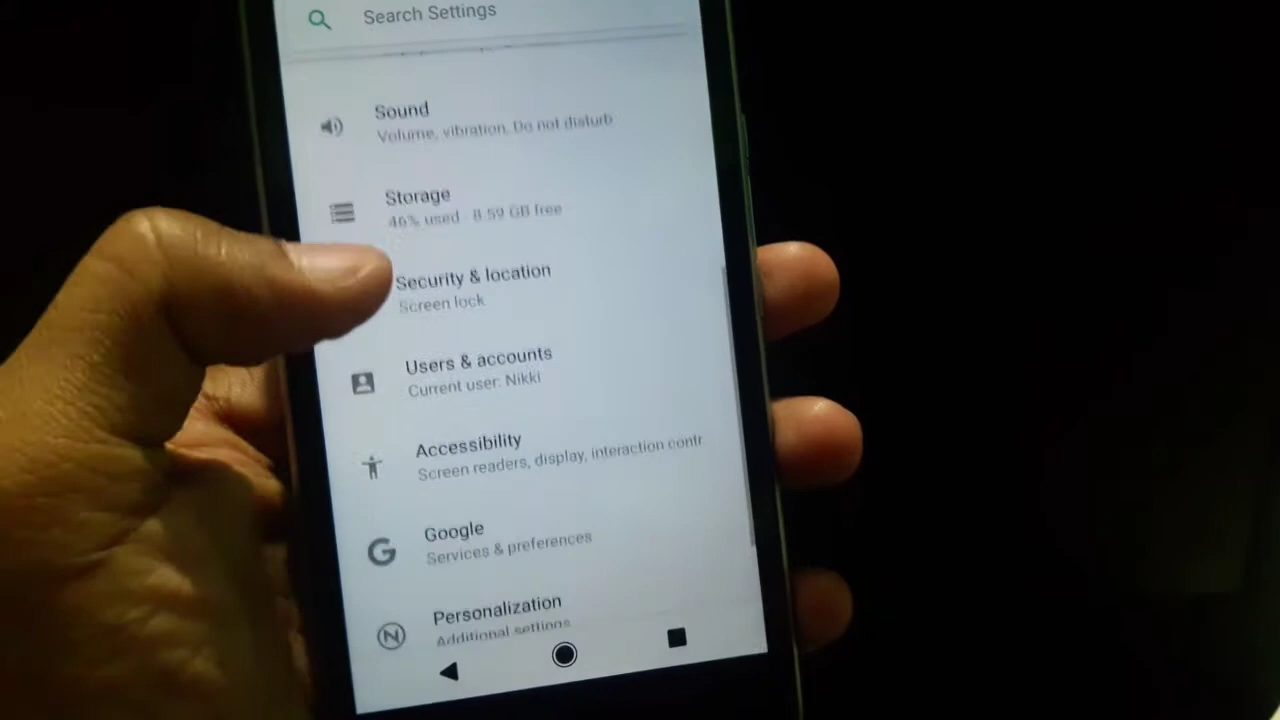 Search Settings
Sound
Volume, vibration, Do not disturb
Storage
46% used - 8.59 GB free
Security & location
Screen lock
Users & accounts
Current user: Nikki
Accessibility
Screen readers, display, interaction contr
Google
Services & preferences
Personalization
Additional settings